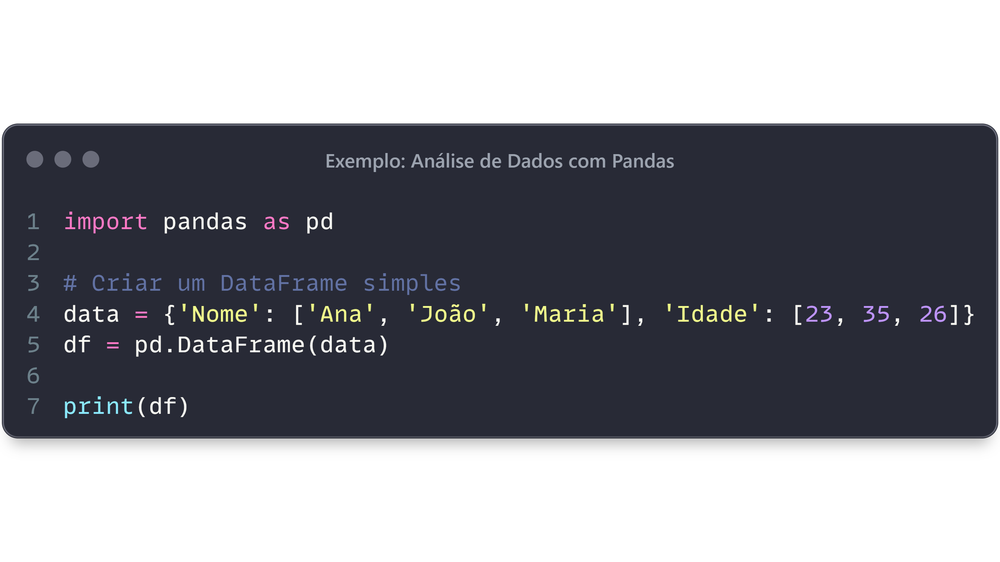 Exemplo: Análise de Dados com Pandas
1 import pandas as pd
2
3 # Criar um DataFrame simples
4 data = {'Nome': ['Ana', 'João', 'Maria'], 'Idade': [23, 35, 26]}
5 df = pd.DataFrame(data)
6
7 print(df)